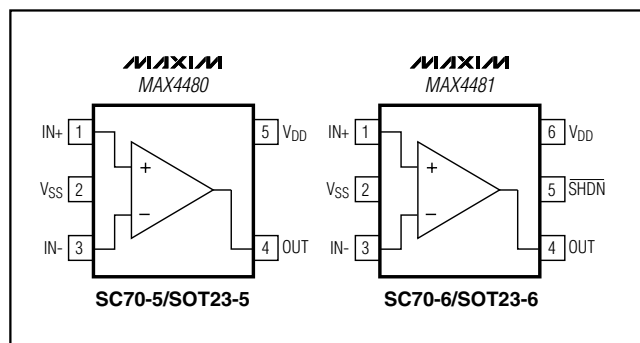 MAXIM MAXIM
MAX4480 MAX4481
IN+ 1 5 VDD IN+ 1 6 VDD
+ +
VSS 2 VSS 2 5 SHDN
− −
IN- 3 4 OUT IN- 3 4 OUT
SC70-5/SOT23-5 SC70-6/SOT23-6